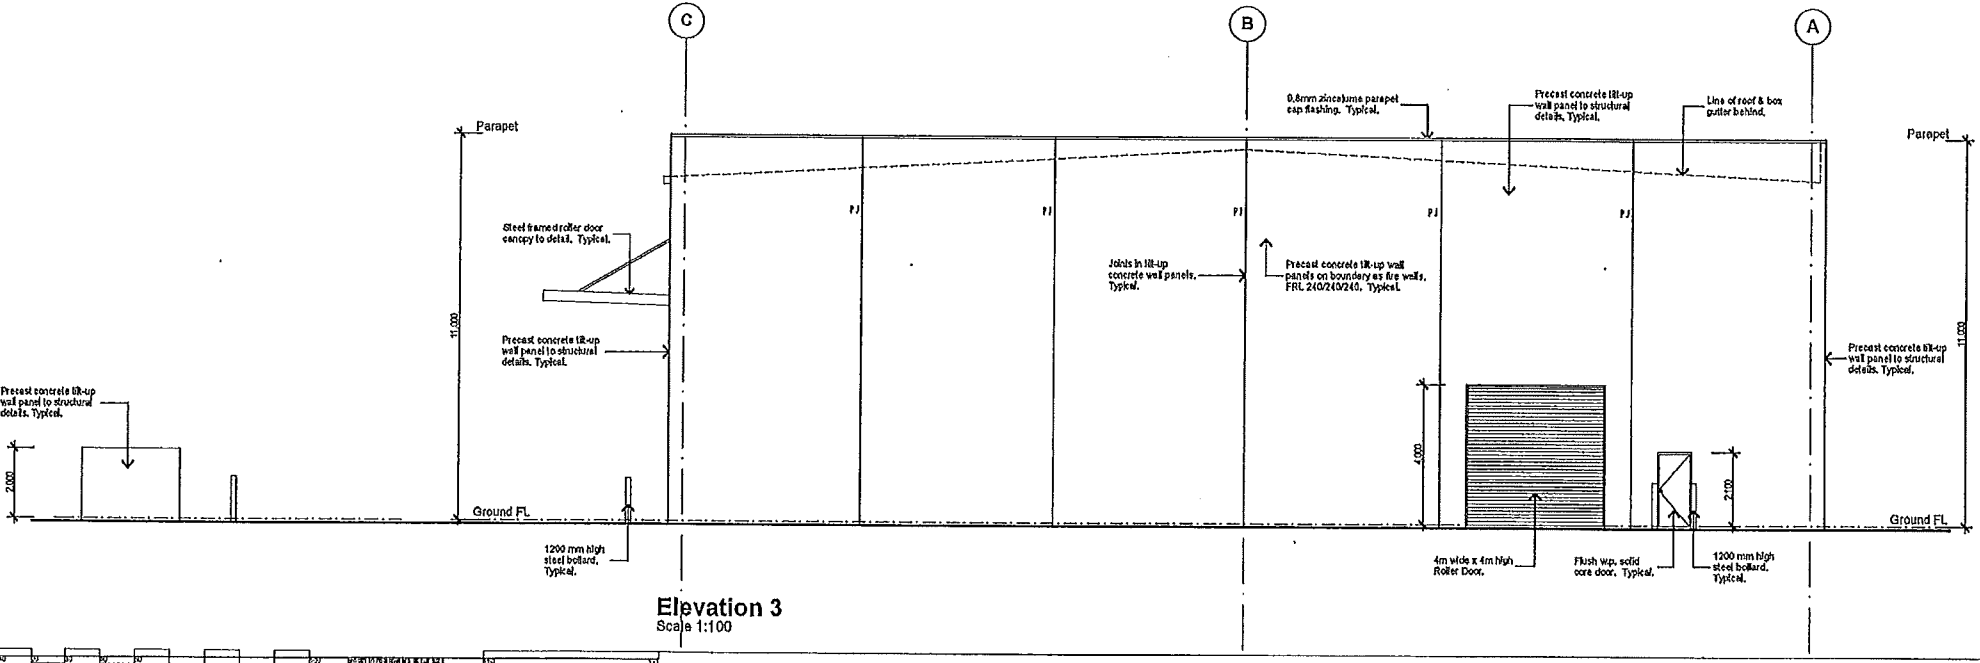 C
B
A
0.8mm zincalume parapet
cap flashing. Typical.
Precast concrete tilt-up
wall panel to structural
details. Typical.
Line of roof & box
gutter behind.
Parapet
Parapet
PJ
PJ
PJ
PJ
PJ
Steel framed roller door
canopy to detail. Typical.
Joints in tilt-up
concrete wall panels.
Typical.
Precast concrete tilt-up wall
panels on boundary as fire walls.
FRL 240/240/240. Typical.
11,000
11,000
Precast concrete tilt-up
wall panel to structural
details. Typical.
Precast concrete tilt-up
wall panel to structural
details. Typical.
Precast concrete tilt-up
wall panel to structural
details. Typical.
2,000
4,000
2,100
Ground FL
Ground FL
1200 mm high
steel bollard.
Typical.
4m wide x 4m high
Roller Door.
Flush w.p. solid
core door. Typical.
1200 mm high
steel bollard.
Typical.
Elevation 3
Scale 1:100